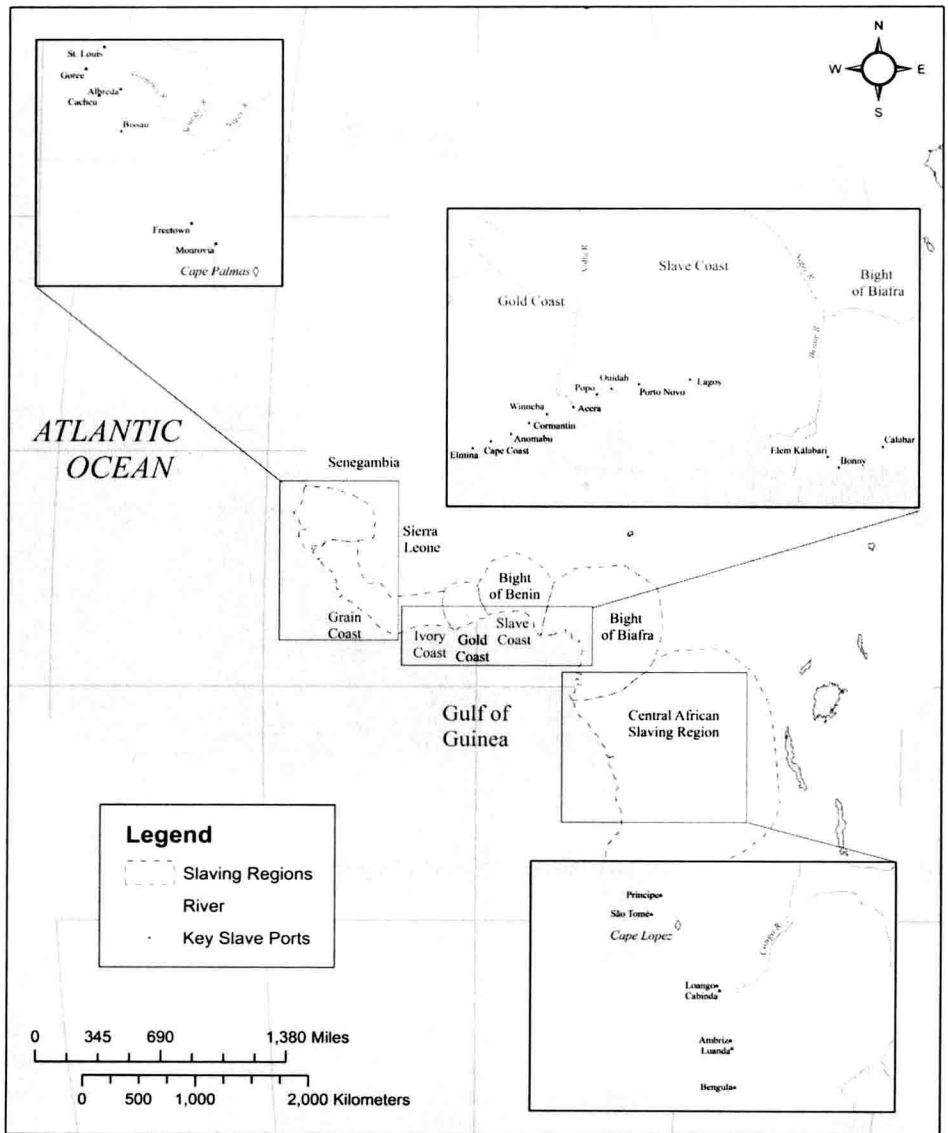 N
W E
S
St. Louis
Goree
Albreda
Cacheu
Bissau
Freetown
Monrovia
Cape Palmas
Volta R
Slave Coast
Niger R.
Bight
of Biafra
Gold Coast
Benue R.
Ouidah
Lagos
Popo
Porto Novo
Winneba
Accra
Cormantin
Anomabu
Cape Coast
Elmina
Calabar
Elem Kalabari
Bonny
ATLANTIC
OCEAN
Senegambia
Sierra
Leone
Bight
of Benin
Grain
Coast
Ivory
Coast
Gold
Coast
Slave
Coast
Bight
of Biafra
Gulf of
Guinea
Central African
Slaving Region
Legend
Slaving Regions
River
Key Slave Ports
0 345 690 1,380 Miles
0 500 1,000 2,000 Kilometers
Principe
São Tomé
Cape Lopez
Loango
Cabinda
Ambriz
Luanda
Bengula